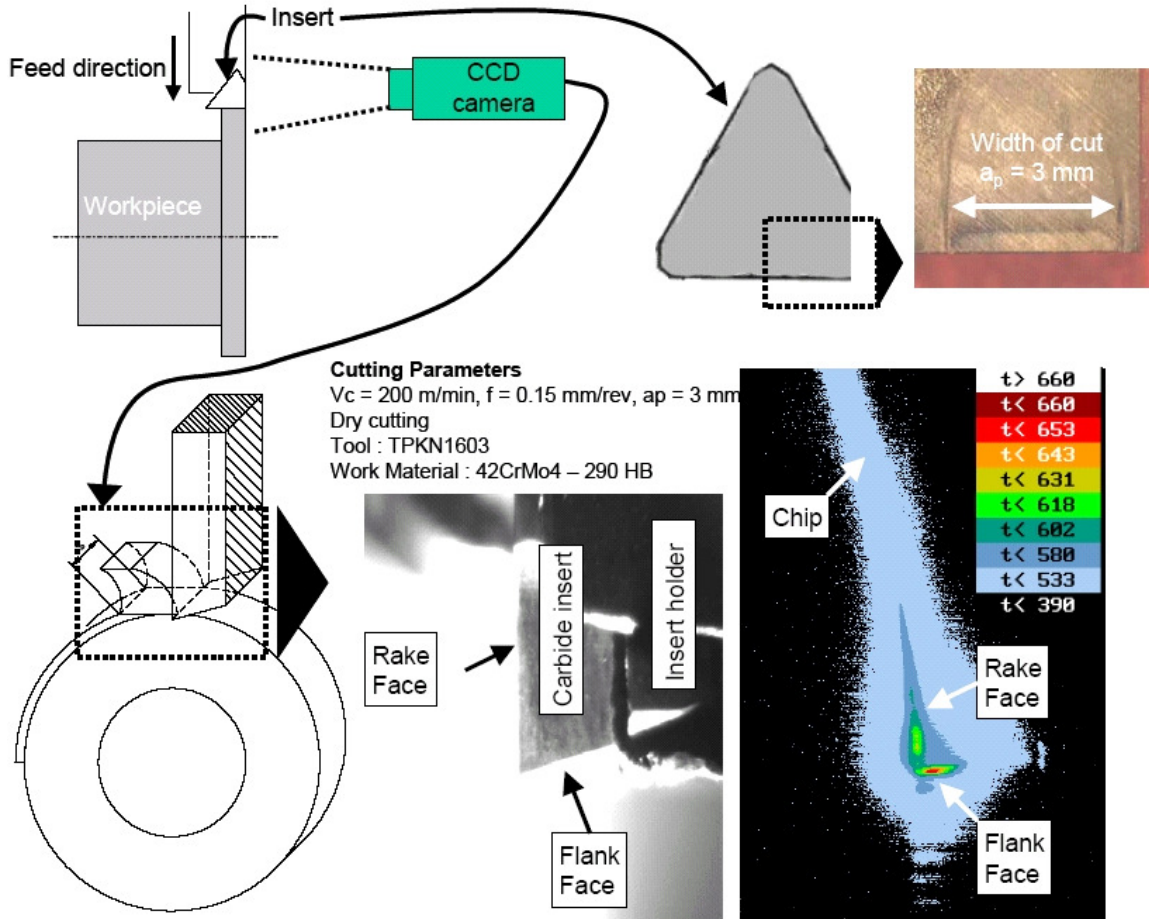 Insert
Feed direction
CCD
camera
Workpiece
Width of cut
ap = 3 mm
Cutting Parameters
Vc = 200 m/min, f = 0.15 mm/rev, ap = 3 mm
Dry cutting
Tool : TPKN1603
Work Material : 42CrMo4 – 290 HB
Rake
Face
Carbide insert
Insert holder
Flank
Face
Chip
t> 660
t< 660
t< 653
t< 643
t< 631
t< 618
t< 602
t< 580
t< 533
t< 390
Rake
Face
Flank
Face